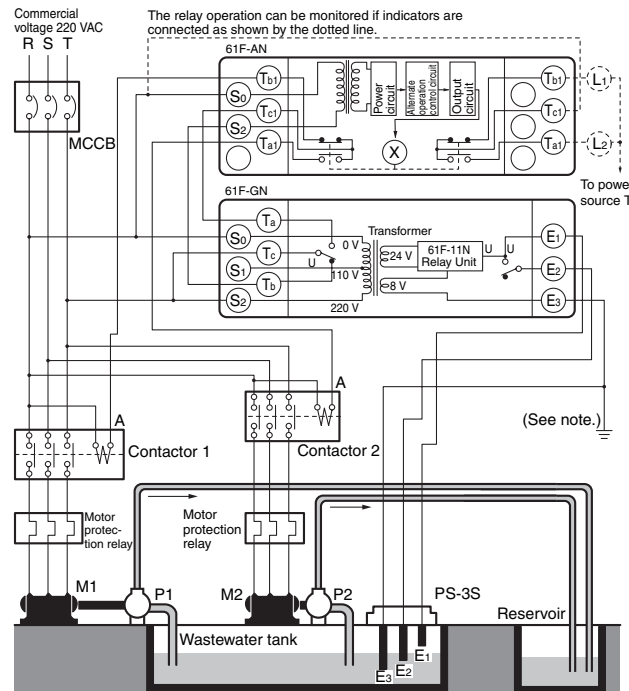 Commercial
voltage 220 VAC
R S T
The relay operation can be monitored if indicators are
connected as shown by the dotted line.
MCCB
61F-AN
S0
S2
Tb1
Tc1
Ta1
Power
circuit
Alternate
operation
control circuit
Output
circuit
X
Tb1
Tc1
Ta1
L1
L2
To powe
source T
61F-GN
S0
S1
S2
Ta
Tc
Tb
U
0 V
110 V
220 V
Transformer
24 V
8 V
61F-11N
Relay Unit
U
U
E1
E2
E3
A
Contactor 1
A
Contactor 2
(See note.)
Motor
protec-
tion relay
Motor
protection
relay
M1
P1
M2
P2
PS-3S
Reservoir
Wastewater tank
E3
E2
E1